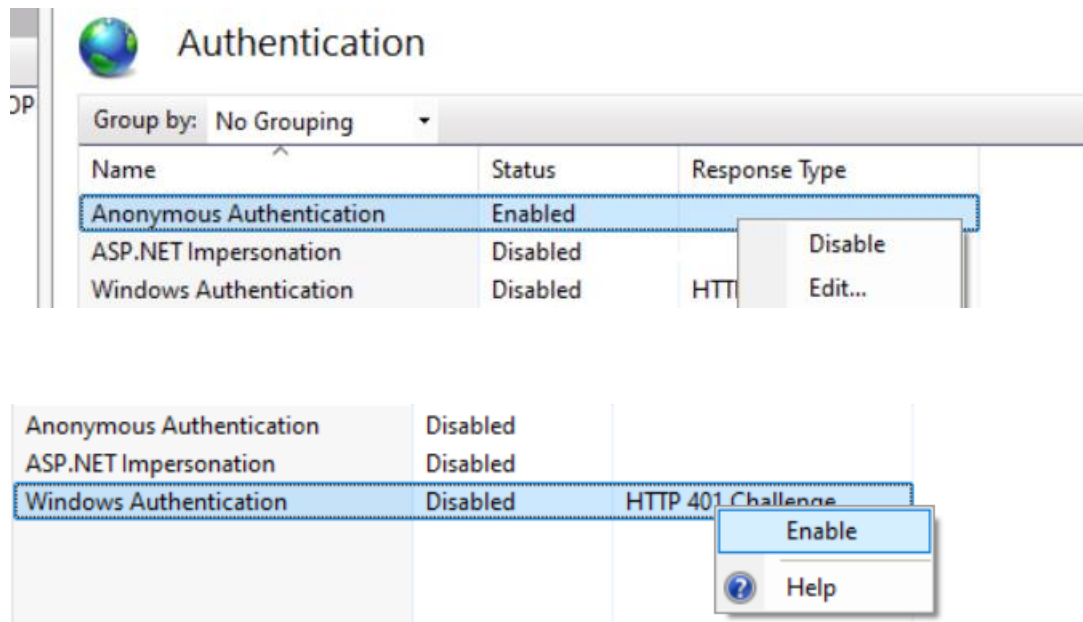 Authentication
OP
Group by: No Grouping
Name Status Response Type
Anonymous Authentication Enabled
Disable
ASP.NET Impersonation Disabled
Windows Authentication Disabled HTT Edit...
Anonymous Authentication Disabled
ASP.NET Impersonation Disabled
Windows Authentication Disabled HTTP 401 Challenge
Enable
Help